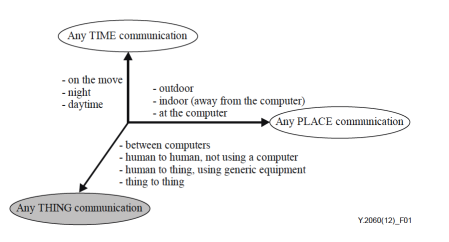 Any TIME communication
- on the move
- night
- daytime
- outdoor
- indoor (away from the computer)
- at the computer
Any PLACE communication
- between computers
- human to human, not using a computer
- human to thing, using generic equipment
- thing to thing
Any THING communication
Y.2060(12)_F01